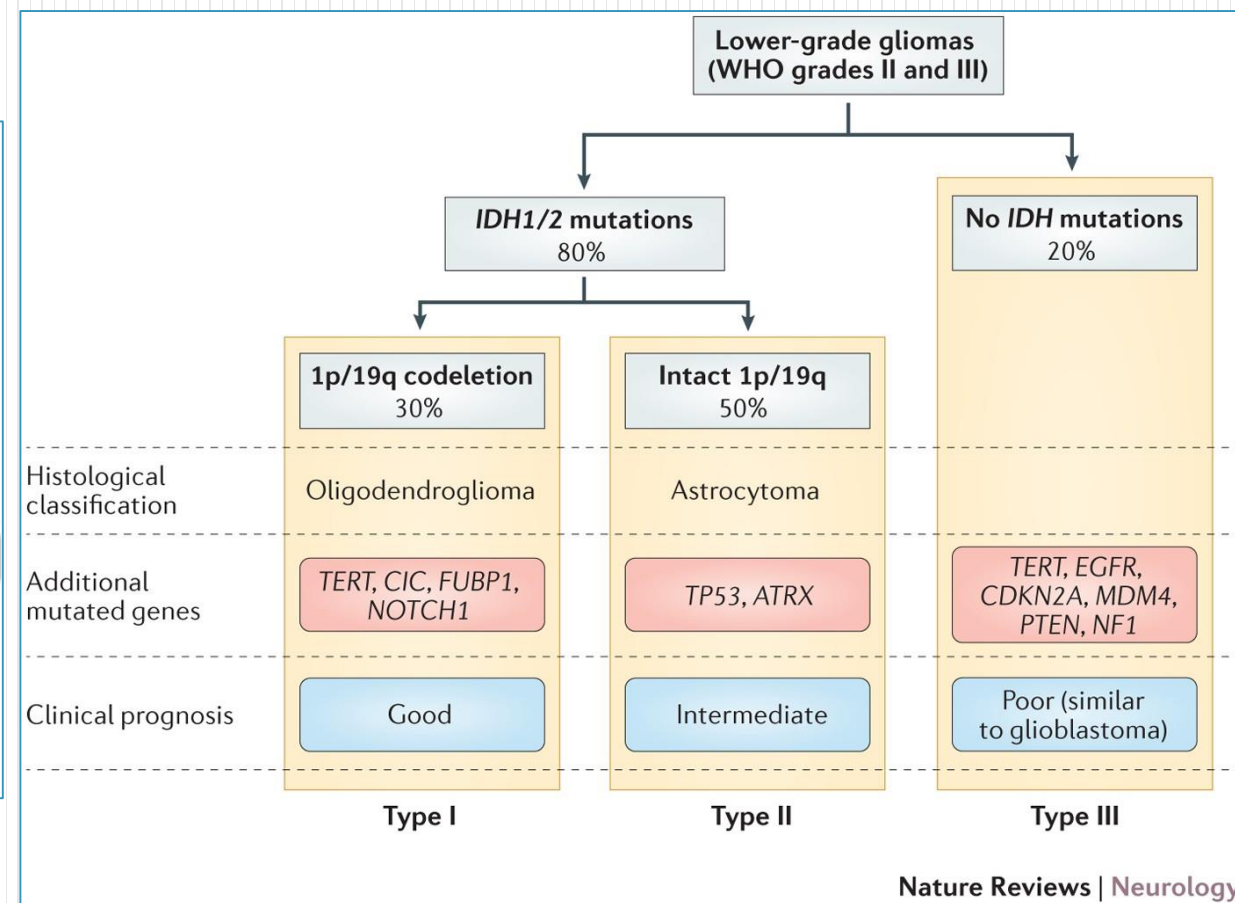 Lower-grade gliomas
(WHO grades II and III)
IDH1/2 mutations
80%
No IDH mutations
20%
1p/19q codeletion
30%
Intact 1p/19q
50%
Histological
classification
Oligodendroglioma
Astrocytoma
Additional
mutated genes
TERT, CIC, FUBP1,
NOTCH1
TP53, ATRX
TERT, EGFR,
CDKN2A, MDM4,
PTEN, NF1
Clinical prognosis
Good
Intermediate
Poor (similar
to glioblastoma)
Type I
Type II
Type III
Nature Reviews | Neurology